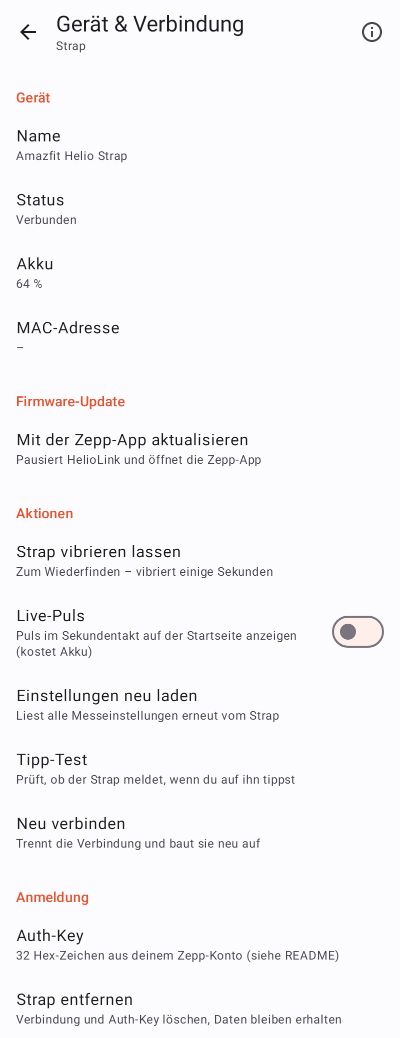 Gerät & Verbindung
Strap
Gerät
Name
Amazfit Helio Strap
Status
Verbunden
Akku
64 %
MAC-Adresse
–
Firmware-Update
Mit der Zepp-App aktualisieren
Pausiert HelioLink und öffnet die Zepp-App
Aktionen
Strap vibrieren lassen
Zum Wiederfinden – vibriert einige Sekunden
Live-Puls
Puls im Sekundentakt auf der Startseite anzeigen
(kostet Akku)
Einstellungen neu laden
Liest alle Messeinstellungen erneut vom Strap
Tipp-Test
Prüft, ob der Strap meldet, wenn du auf ihn tippst
Neu verbinden
Trennt die Verbindung und baut sie neu auf
Anmeldung
Auth-Key
32 Hex-Zeichen aus deinem Zepp-Konto (siehe README)
Strap entfernen
Verbindung und Auth-Key löschen, Daten bleiben erhalten